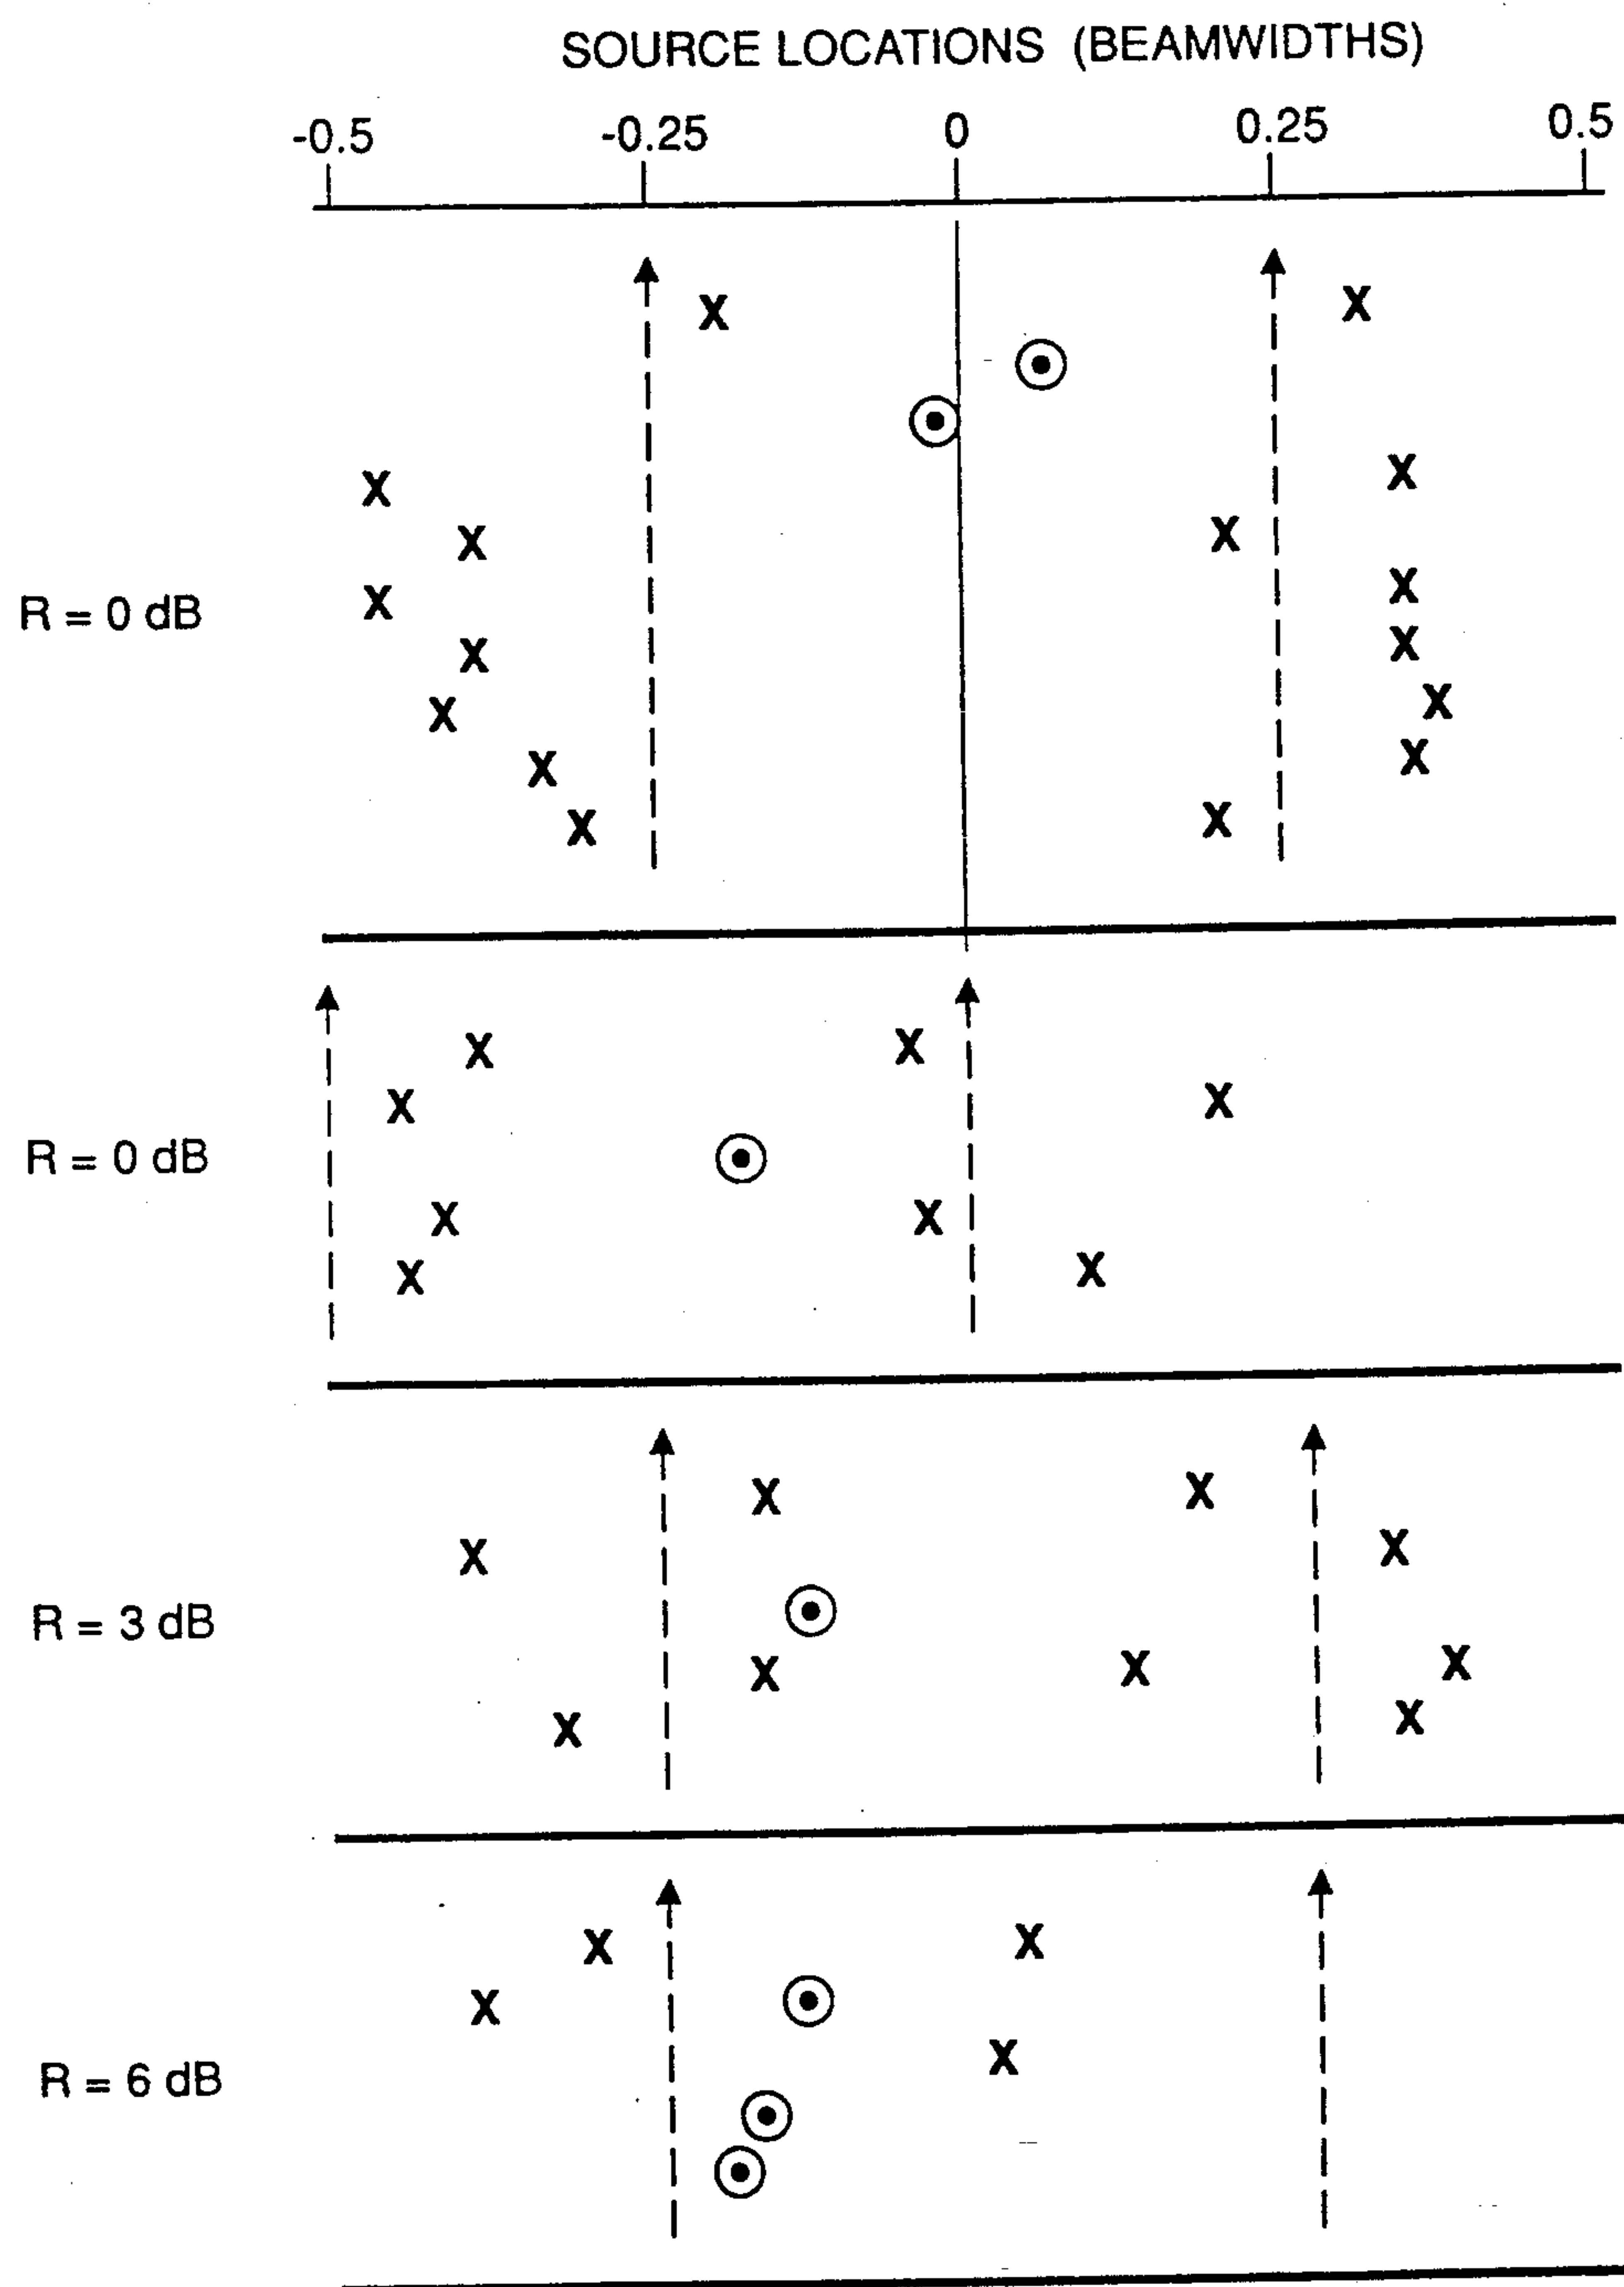 SOURCE LOCATIONS (BEAMWIDTHS)
-0.5 -0.25 0 0.25 0.5
R = 0 dB
R = 0 dB
R = 3 dB
R = 6 dB